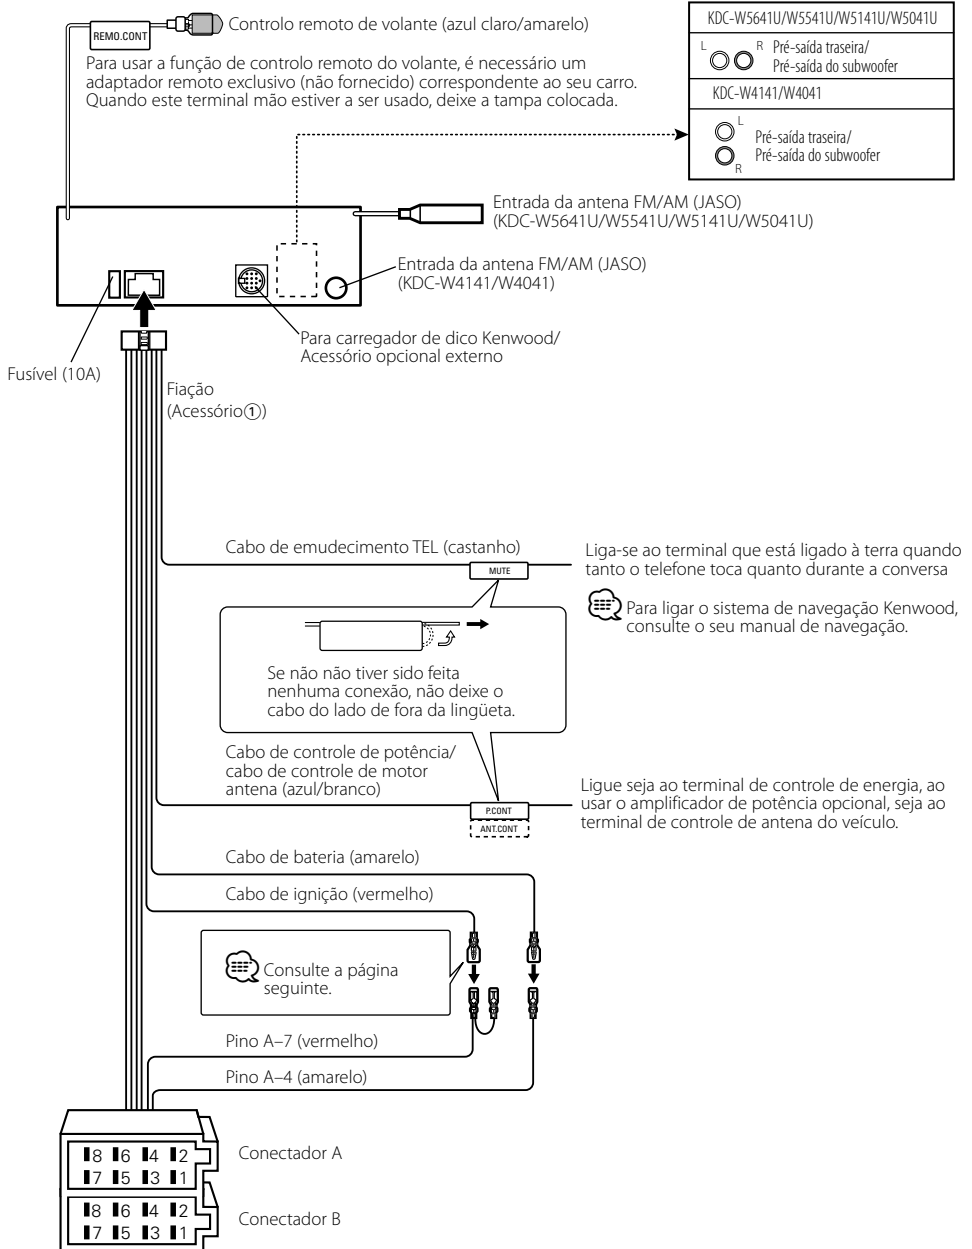 REMO.CONT
Controlo remoto de volante (azul claro/amarelo)
Para usar a função de controlo remoto do volante, é necessário um
adaptador remoto exclusivo (não fornecido) correspondente ao seu carro.
Quando este terminal mão estiver a ser usado, deixe a tampa colocada.
KDC-W5641U/W5541U/W5141U/W5041U
L
R
Pré-saída traseira/
Pré-saída do subwoofer
KDC-W4141/W4041
L
Pré-saída traseira/
Pré-saída do subwoofer
R
Entrada da antena FM/AM (JASO)
(KDC-W5641U/W5541U/W5141U/W5041U)
Entrada da antena FM/AM (JASO)
(KDC-W4141/W4041)
Para carregador de dico Kenwood/
Acessório opcional externo
Fusível (10A)
Fiação
(Acessório①)
Cabo de emudecimento TEL (castanho)
MUTE
Liga-se ao terminal que está ligado à terra quando
tanto o telefone toca quanto durante a conversa
Para ligar o sistema de navegação Kenwood,
consulte o seu manual de navegação.
Se não não tiver sido feita
nenhuma conexão, não deixe o
cabo do lado de fora da lingüeta.
Cabo de controle de potência/
cabo de controle de motor
antena (azul/branco)
P.CONT
ANT.CONT
Ligue seja ao terminal de controle de energia, ao
usar o amplificador de potência opcional, seja ao
terminal de controle de antena do veículo.
Cabo de bateria (amarelo)
Cabo de ignição (vermelho)
Consulte a página
seguinte.
Pino A–7 (vermelho)
Pino A–4 (amarelo)
8 6 4 2
7 5 3 1
Conectador A
8 6 4 2
7 5 3 1
Conectador B